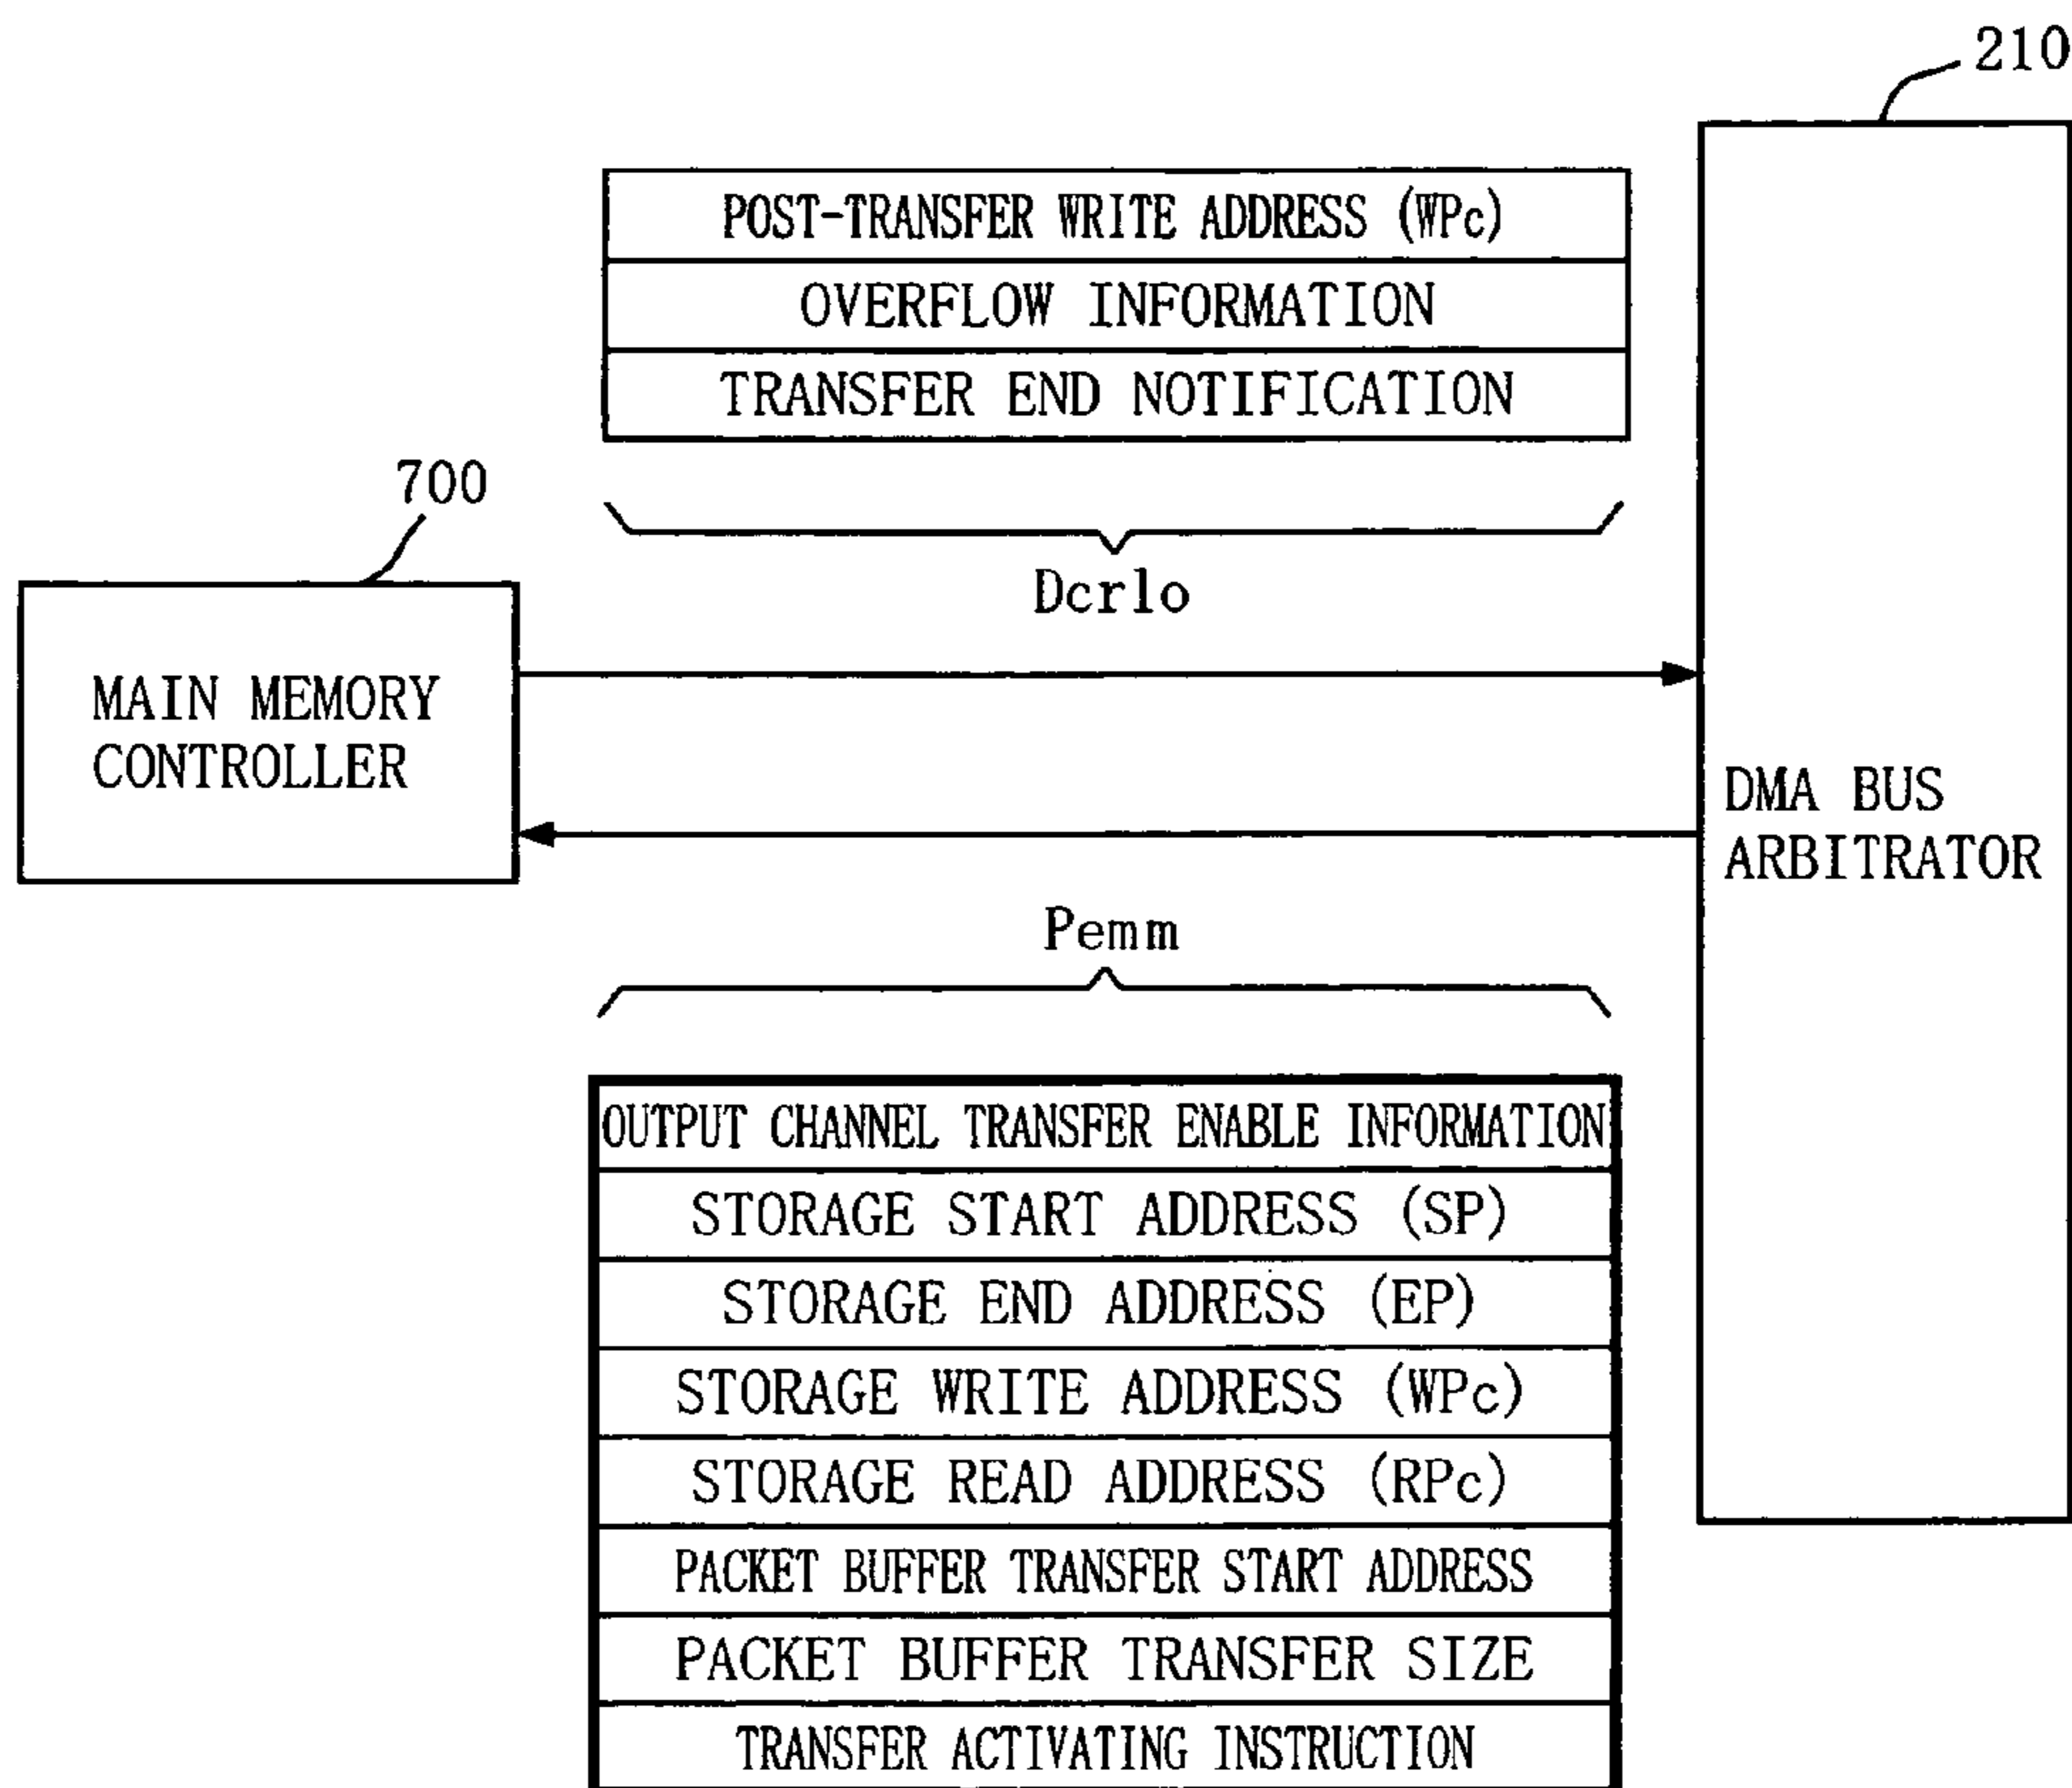 210
POST-TRANSFER WRITE ADDRESS (WPc)
OVERFLOW INFORMATION
TRANSFER END NOTIFICATION
700
Dcrlo
MAIN MEMORY
CONTROLLER
DMA BUS
ARBITRATOR
Pemm
OUTPUT CHANNEL TRANSFER ENABLE INFORMATION
STORAGE START ADDRESS (SP)
STORAGE END ADDRESS (EP)
STORAGE WRITE ADDRESS (WPc)
STORAGE READ ADDRESS (RPc)
PACKET BUFFER TRANSFER START ADDRESS
PACKET BUFFER TRANSFER SIZE
TRANSFER ACTIVATING INSTRUCTION